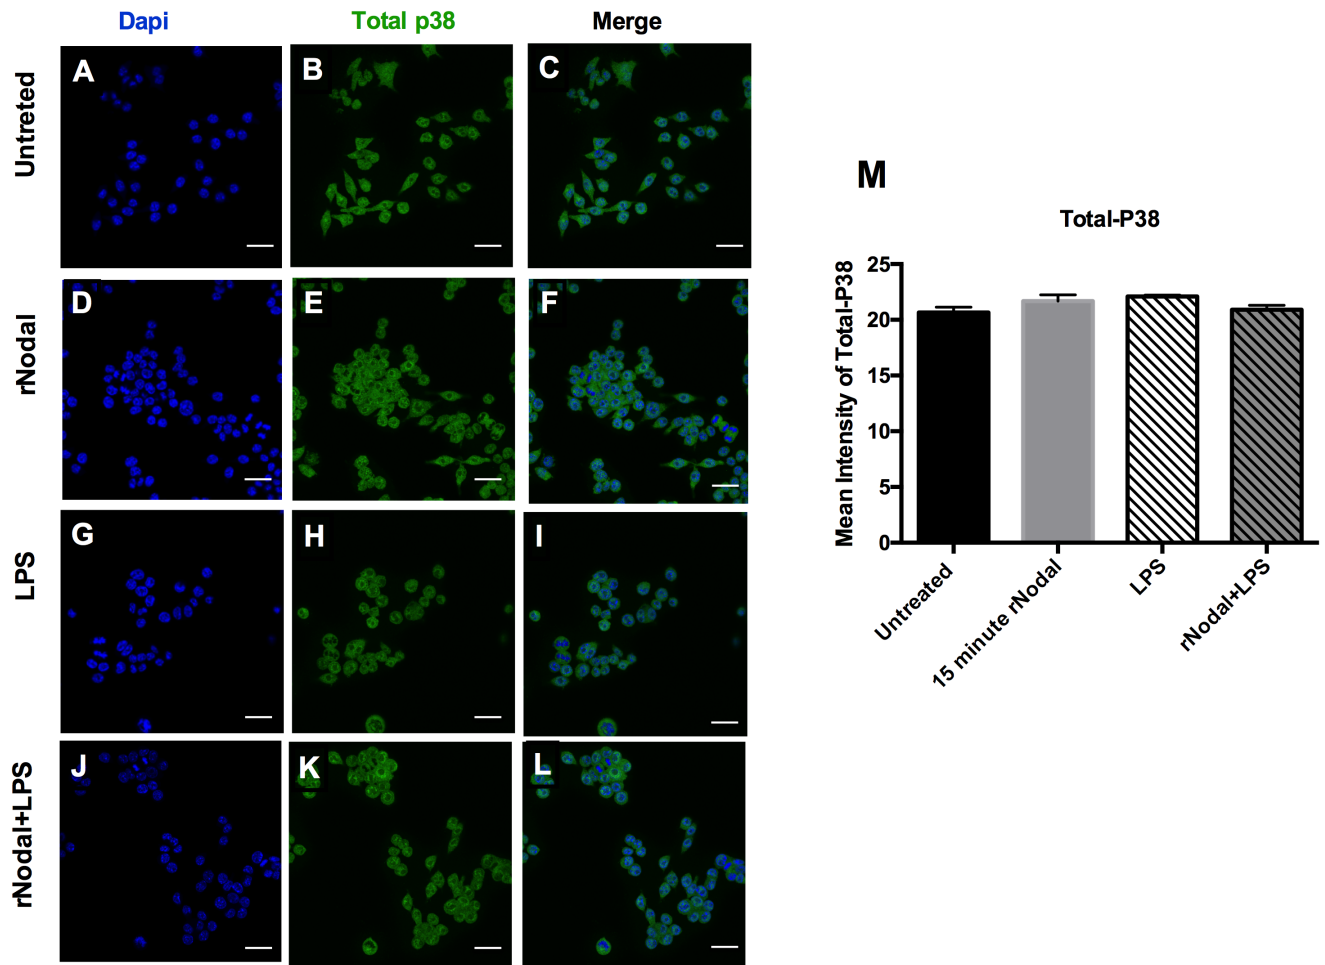 Dapi Total p38 Merge
Untreted
A B C
rNodal
D E F
LPS
G H I
rNodal+LPS
J K L
M
Total-P38
Mean Intensity of Total-P38
25
20
15
10
5
0
Untreated
15 minute rNodal
LPS
rNodal+LPS